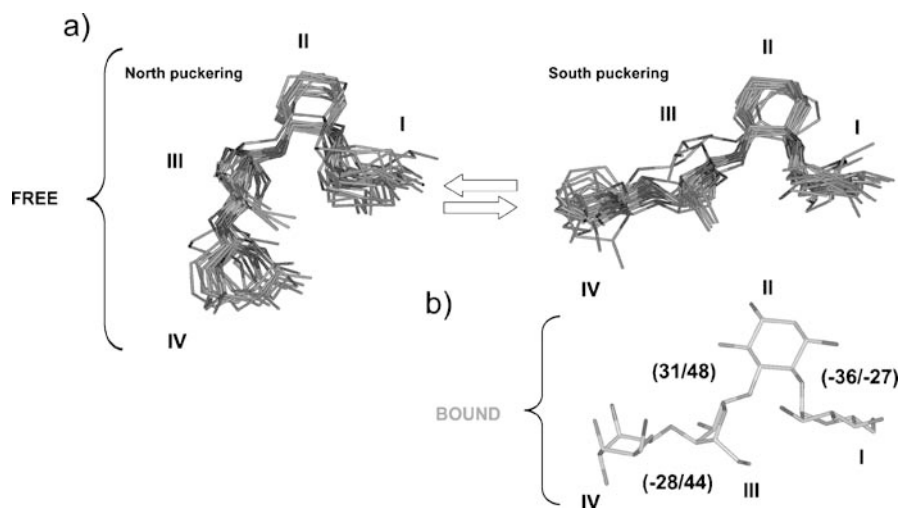 a)
II
II
North puckering
South puckering
III
I
III
I
FREE
IV
IV
b)
II
(31/48)
(-36/-27)
BOUND
(-28/44)
I
IV
III